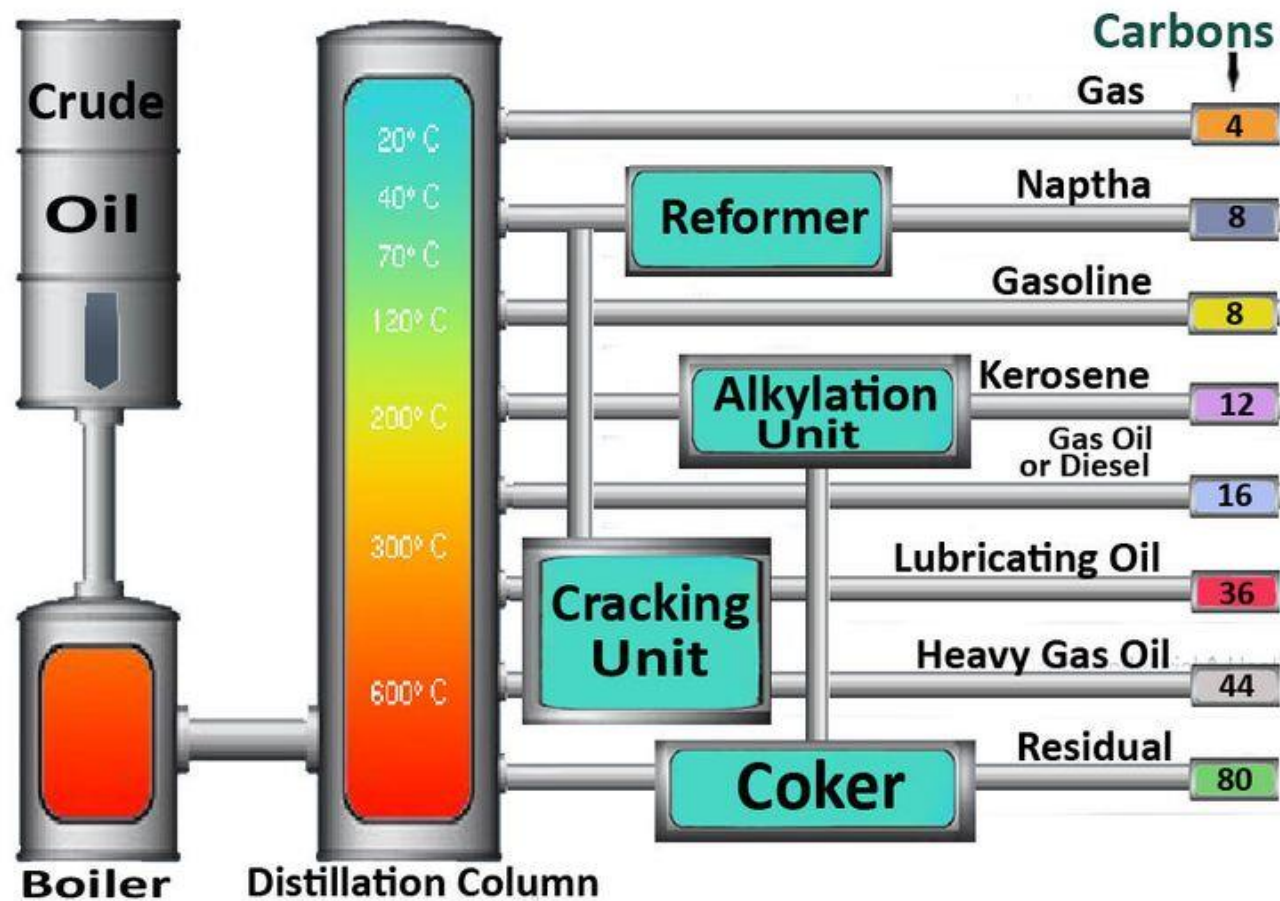 Carbons
Crude
Oil
Boiler
Distillation Column
20° C
40° C
70° C
120° C
200° C
300° C
600° C
Gas
4
Reformer
Naptha
8
Gasoline
8
Alkylation
Unit
Kerosene
12
Gas Oil
or Diesel
16
Cracking
Unit
Lubricating Oil
36
Heavy Gas Oil
44
Coker
Residual
80